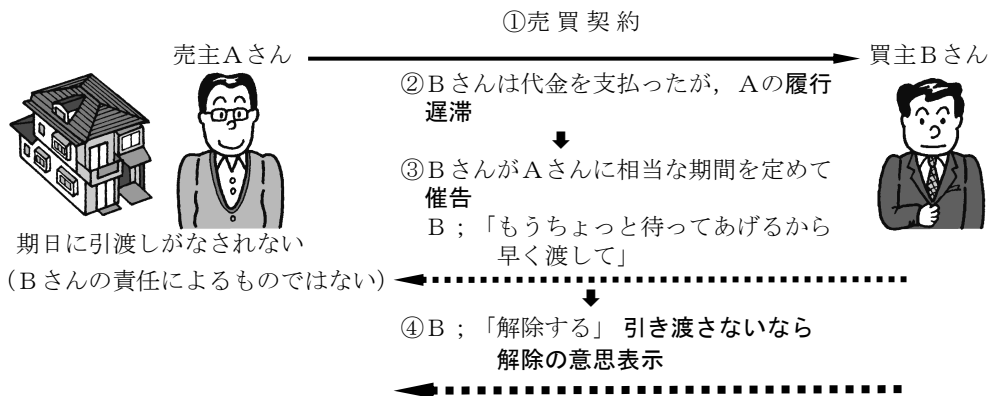 ①売買契約
売主Aさん
買主Bさん
②Bさんは代金を支払ったが，Aの履行
遅滞
③BさんがAさんに相当な期間を定めて
催告
B；「もうちょっと待ってあげるから
早く渡して」
期日に引渡しがなされない
（Bさんの責任によるものではない）
④B；「解除する」 引き渡さないなら
解除の意思表示